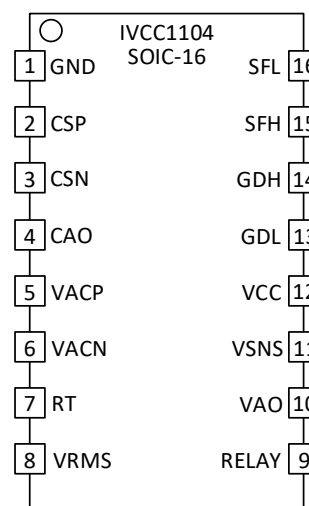 IVCC1104
SOIC-16
1 GND SFL 16
2 CSP SFH 15
3 CSN GDH 14
4 CAO GDL 13
5 VACP VCC 12
6 VACN VSNS 11
7 RT VAO 10
8 VRMS RELAY 9